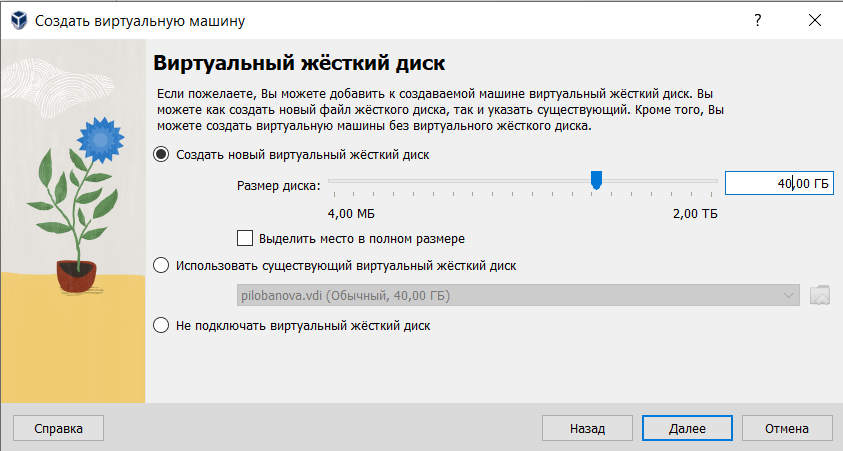 Создать виртуальную машину
Виртуальный жёсткий диск
Если пожелаете, Вы можете добавить к создаваемой машине виртуальный жёсткий диск. Вы
можете как создать новый файл жёсткого диска, так и указать существующий. Кроме того, Вы
можете создать виртуальную машины без виртуального жёсткого диска.
Создать новый виртуальный жёсткий диск
Размер диска: 40,00 ГБ
4,00 МБ 2,00 ТБ
Выделить место в полном размере
Использовать существующий виртуальный жёсткий диск
pilobanova.vdi (Обычный, 40,00 ГБ)
Не подключать виртуальный жёсткий диск
Справка Назад Далее Отмена